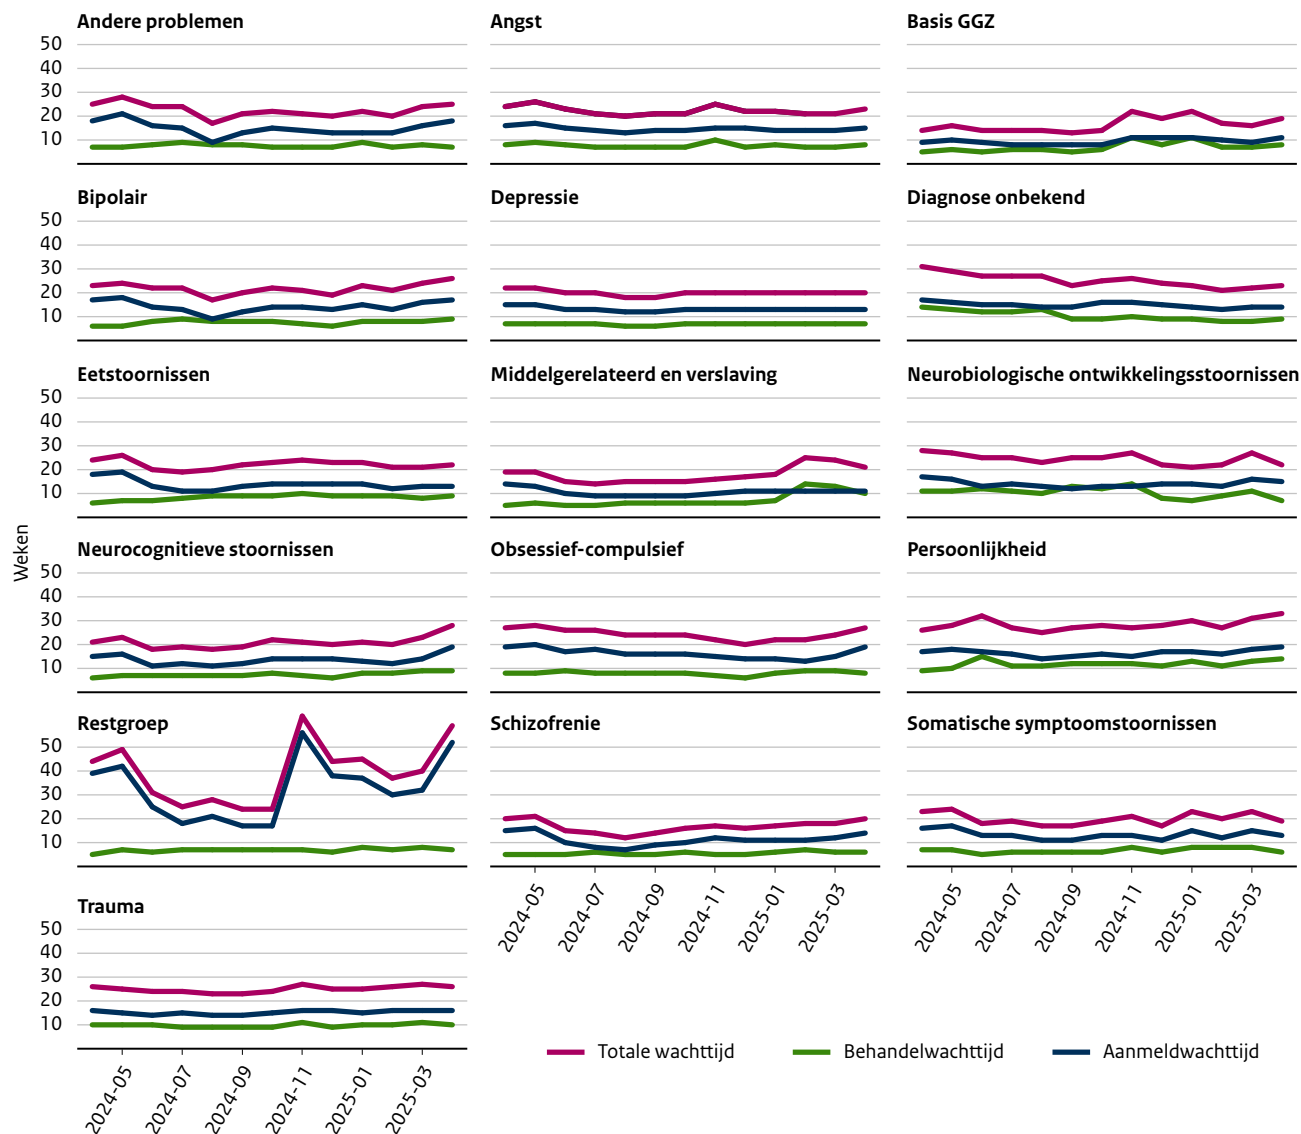 Andere problemen
Angst
Basis GGZ
50
40
30
20
10
Bipolair
Depressie
Diagnose onbekend
50
40
30
20
10
Eetstoornissen
Middelgerelateerd en verslaving
Neurobiologische ontwikkelingsstoornissen
50
40
30
20
10
Weken
Neurocognitieve stoornissen
Obsessief-compulsief
Persoonlijkheid
50
40
30
20
10
Restgroep
Schizofrenie
Somatische symptoomstoornissen
50
40
30
20
10
2024-05
2024-07
2024-09
2024-11
2025-01
2025-03
2024-05
2024-07
2024-09
2024-11
2025-01
2025-03
Trauma
50
40
30
20
10
2024-05
2024-07
2024-09
2024-11
2025-01
2025-03
Totale wachttijd
Behandelwachttijd
Aanmeldwachttijd